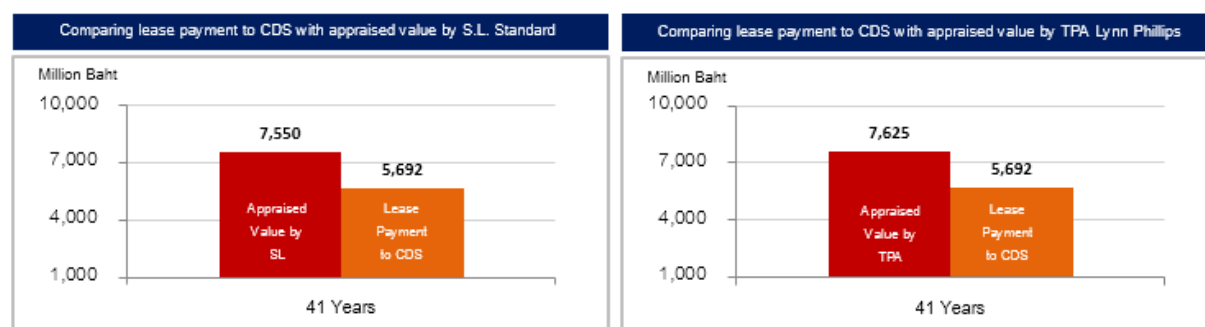 Comparing lease payment to CDS with appraised value by S.L. Standard
Million Baht
10,000
7,000
4,000
1,000
7,550
5,692
Appraised
Value by
SL
Lease
Payment
to CDS
41 Years
Comparing lease payment to CDS with appraised value by TPA Lynn Phillips
Million Baht
10,000
7,000
4,000
1,000
7,625
5,692
Appraised
Value by
TPA
Lease
Payment
to CDS
41 Years